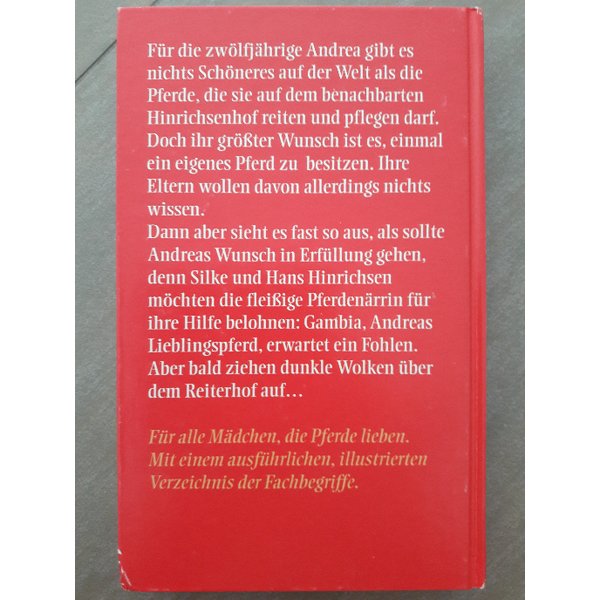 Für die zwölfjährige Andrea gibt es
nichts Schöneres auf der Welt als die
Pferde, die sie auf dem benachbarten
Hinrichsenhof reiten und pflegen darf.
Doch ihr größter Wunsch ist es, einmal
ein eigenes Pferd zu besitzen. Ihre
Eltern wollen davon allerdings nichts
wissen.
Dann aber sieht es fast so aus, als sollte
Andreas Wunsch in Erfüllung gehen,
denn Silke und Hans Hinrichsen
möchten die fleißige Pferdenärrin für
ihre Hilfe belohnen: Gambia, Andreas
Lieblingspferd, erwartet ein Fohlen.
Aber bald ziehen dunkle Wolken über
dem Reiterhof auf...
Für alle Mädchen, die Pferde lieben.
Mit einem ausführlichen, illustrierten
Verzeichnis der Fachbegriffe.